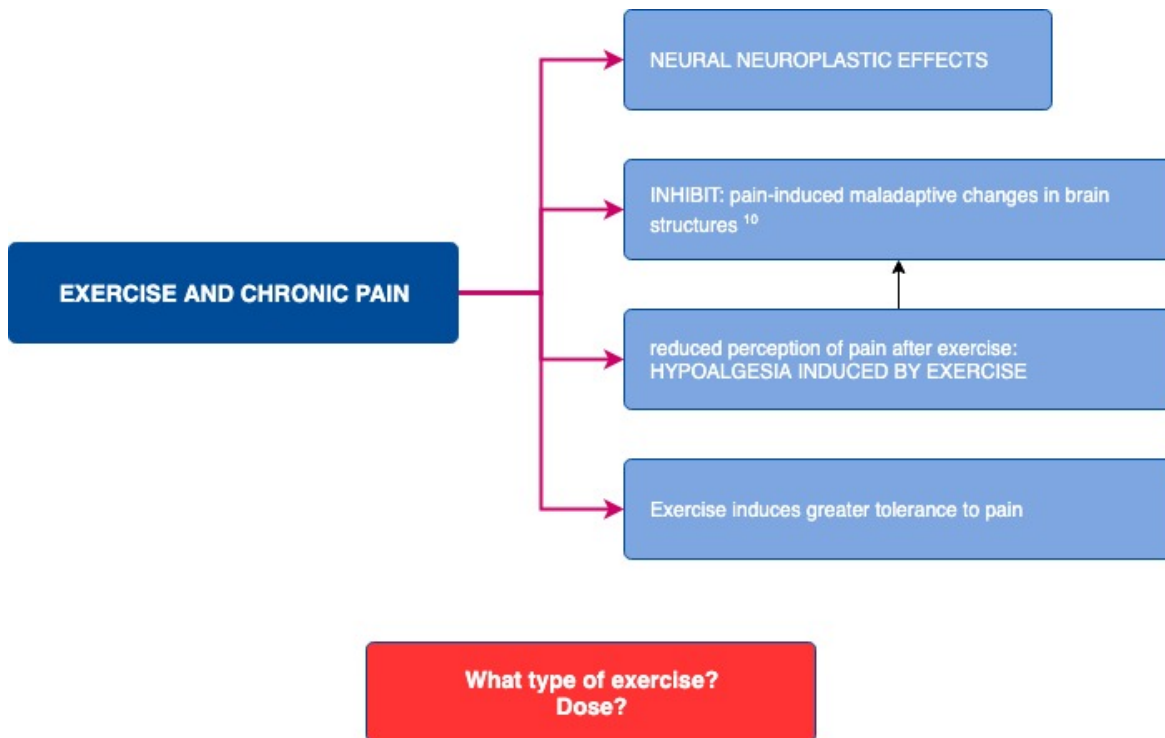 NEURAL NEUROPLASTIC EFFECTS
INHIBIT: pain-induced maladaptive changes in brain
structures 10
EXERCISE AND CHRONIC PAIN
reduced perception of pain after exercise:
HYPOALGESIA INDUCED BY EXERCISE
Exercise induces greater tolerance to pain
What type of exercise?
Dose?